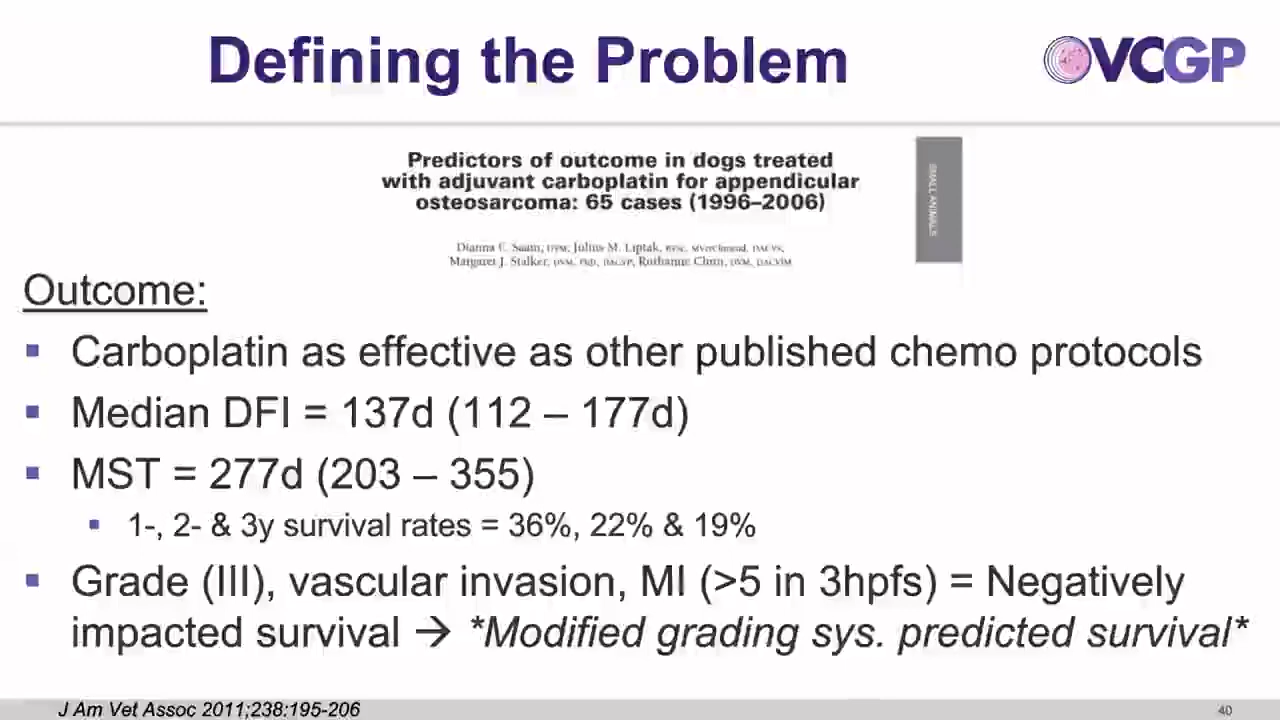 Defining the Problem
VCGP
Predictors of outcome in dogs treated
with adjuvant carboplatin for appendicular
osteosarcoma: 65 cases (1996–2006)
SMALL ANIMALS
Dianna C. Saam, DVM; Julius M. Liptak, BVSc, MVetClinStud, DACVS;
Margaret J. Stalker, DVM, PhD, DACVP; Ruthanne Chun, DVM, DACVIM
Outcome:
▪ Carboplatin as effective as other published chemo protocols
▪ Median DFI = 137d (112 – 177d)
▪ MST = 277d (203 – 355)
▪ 1-, 2- & 3y survival rates = 36%, 22% & 19%
▪ Grade (III), vascular invasion, MI (>5 in 3hpfs) = Negatively
impacted survival → *Modified grading sys. predicted survival*
J Am Vet Assoc 2011;238:195-206
40